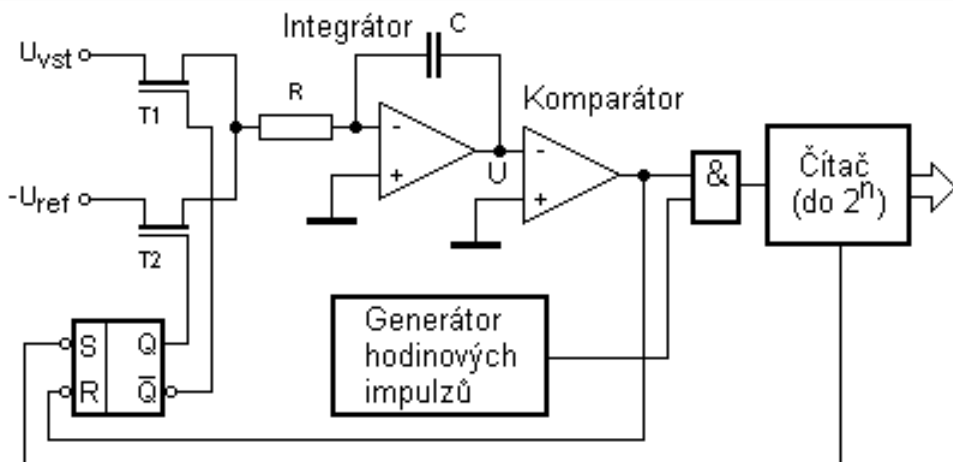 Integrátor
C
Uvst
R
Komparátor
T1
-
+
U
-
+
&
Čítač
(do 2ⁿ)
-Uref
T2
Generátor
hodinových
impulzů
S
Q
R
Q̅